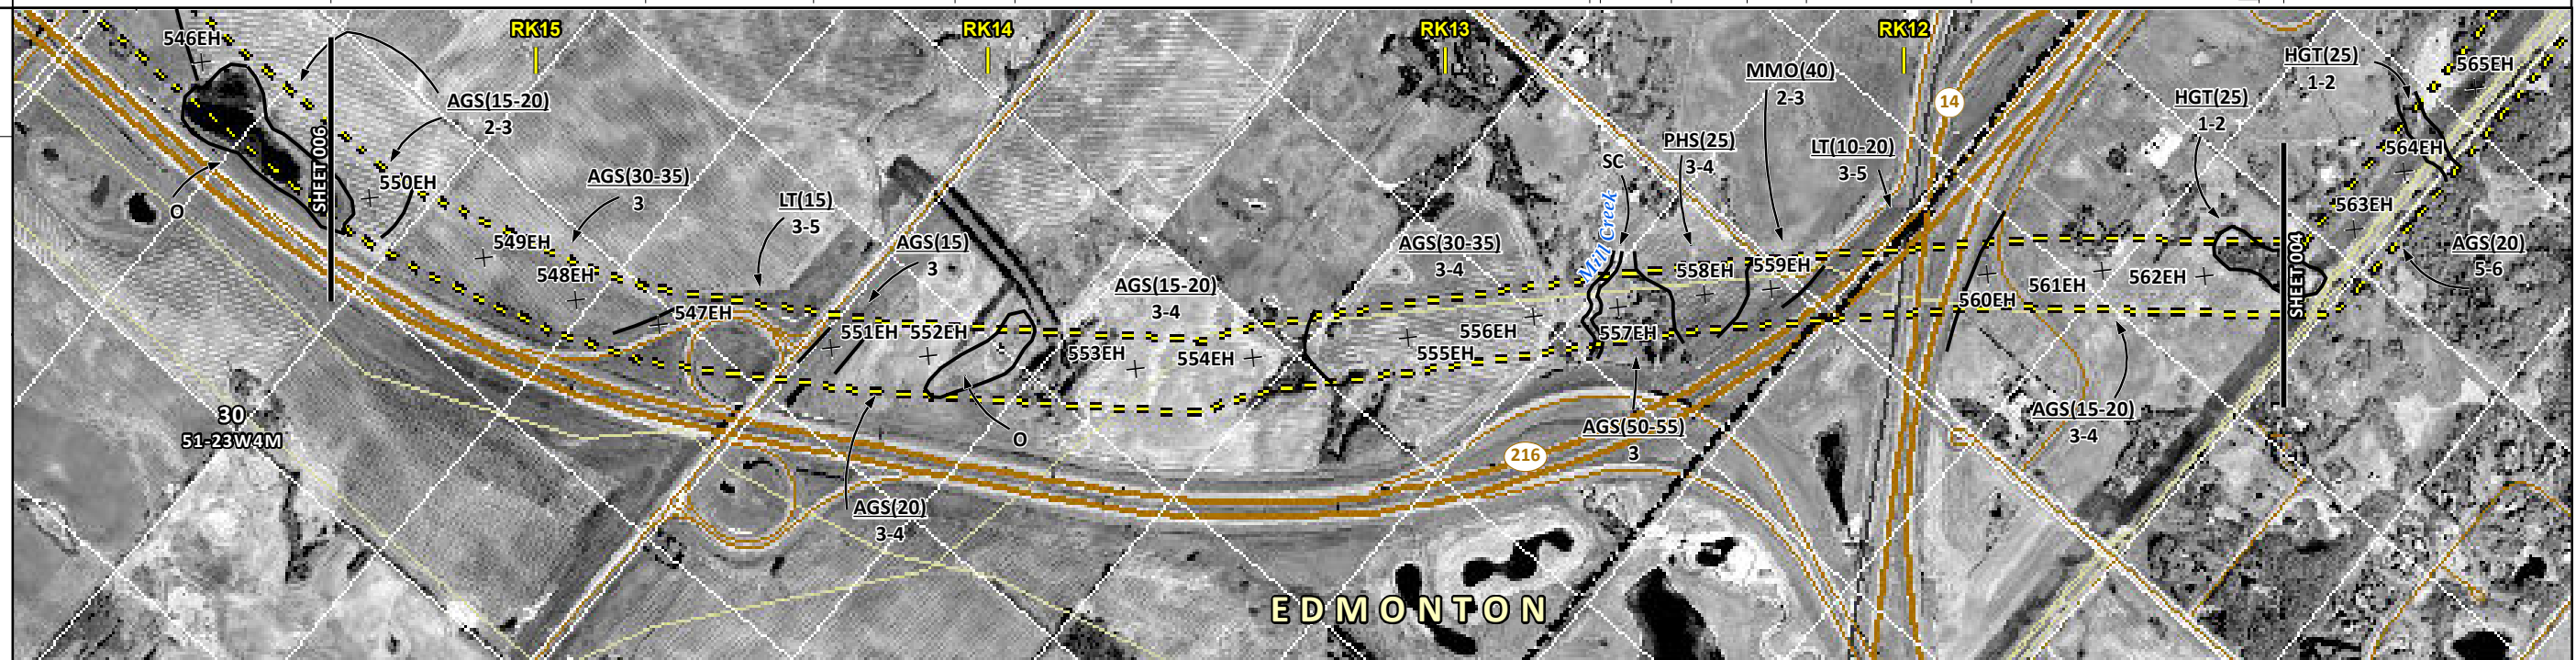 RK15
RK14
RK13
RK12
546EH
AGS(15-20)
2-3
SHEET 006
550EH
O
AGS(30-35)
3
549EH
548EH
547EH
LT(15)
3-5
AGS(15)
3
551EH
552EH
O
AGS(20)
3-4
30
51-23W4M
553EH
554EH
AGS(15-20)
3-4
AGS(30-35)
3-4
555EH
556EH
SC
Mill Creek
557EH
AGS(50-55)
3
PHS(25)
3-4
558EH
MMO(40)
2-3
559EH
LT(10-20)
3-5
14
216
EDMONTON
560EH
561EH
562EH
AGS(15-20)
3-4
HGT(25)
1-2
SHEET 004
HGT(25)
1-2
565EH
564EH
563EH
AGS(20)
5-6